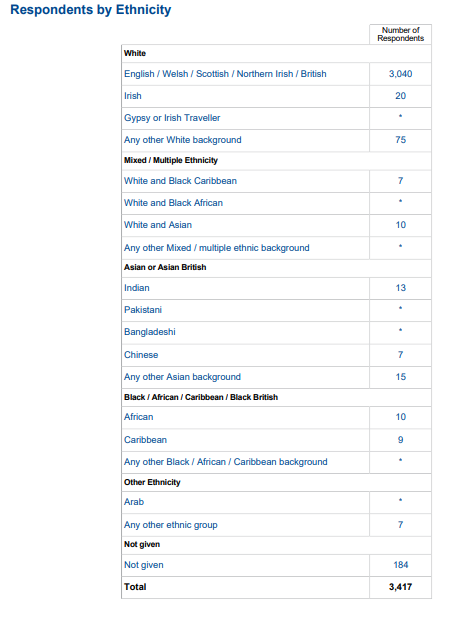 Respondents by Ethnicity
Number of
Respondents
White
English / Welsh / Scottish / Northern Irish / British 3,040
Irish 20
Gypsy or Irish Traveller *
Any other White background 75
Mixed / Multiple Ethnicity
White and Black Caribbean 7
White and Black African *
White and Asian 10
Any other Mixed / multiple ethnic background *
Asian or Asian British
Indian 13
Pakistani *
Bangladeshi *
Chinese 7
Any other Asian background 15
Black / African / Caribbean / Black British
African 10
Caribbean 9
Any other Black / African / Caribbean background *
Other Ethnicity
Arab *
Any other ethnic group 7
Not given
Not given 184
Total 3,417